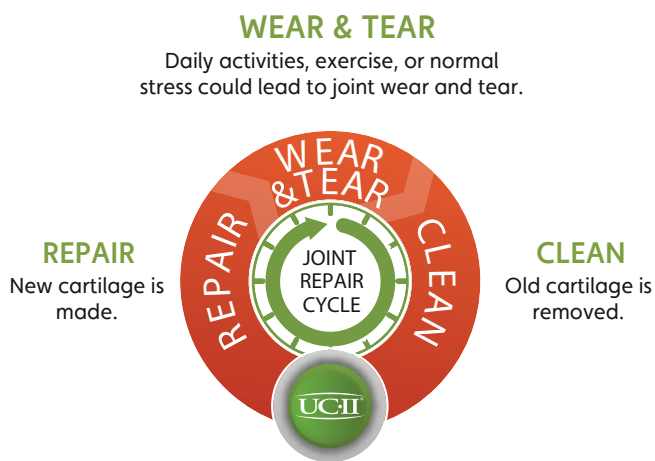 WEAR & TEAR
Daily activities, exercise, or normal
stress could lead to joint wear and tear.
WEAR
&TEAR
REPAIR
CLEAN
JOINT
REPAIR
CYCLE
REPAIR
New cartilage is
made.
CLEAN
Old cartilage is
removed.
UC·II®